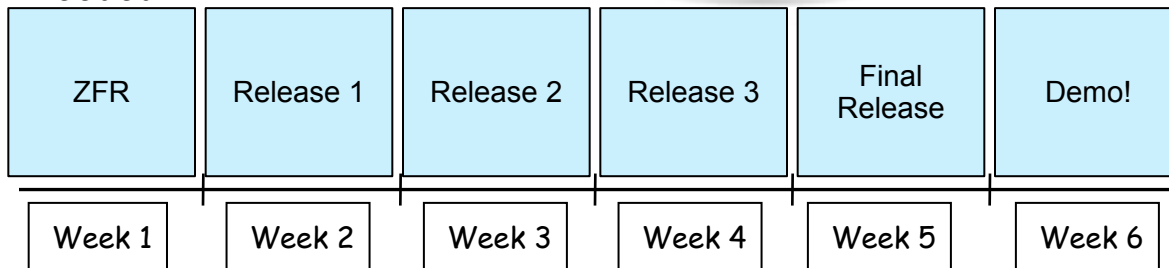 ZFR
Release 1
Release 2
Release 3
Final
Release
Demo!
Week 1
Week 2
Week 3
Week 4
Week 5
Week 6